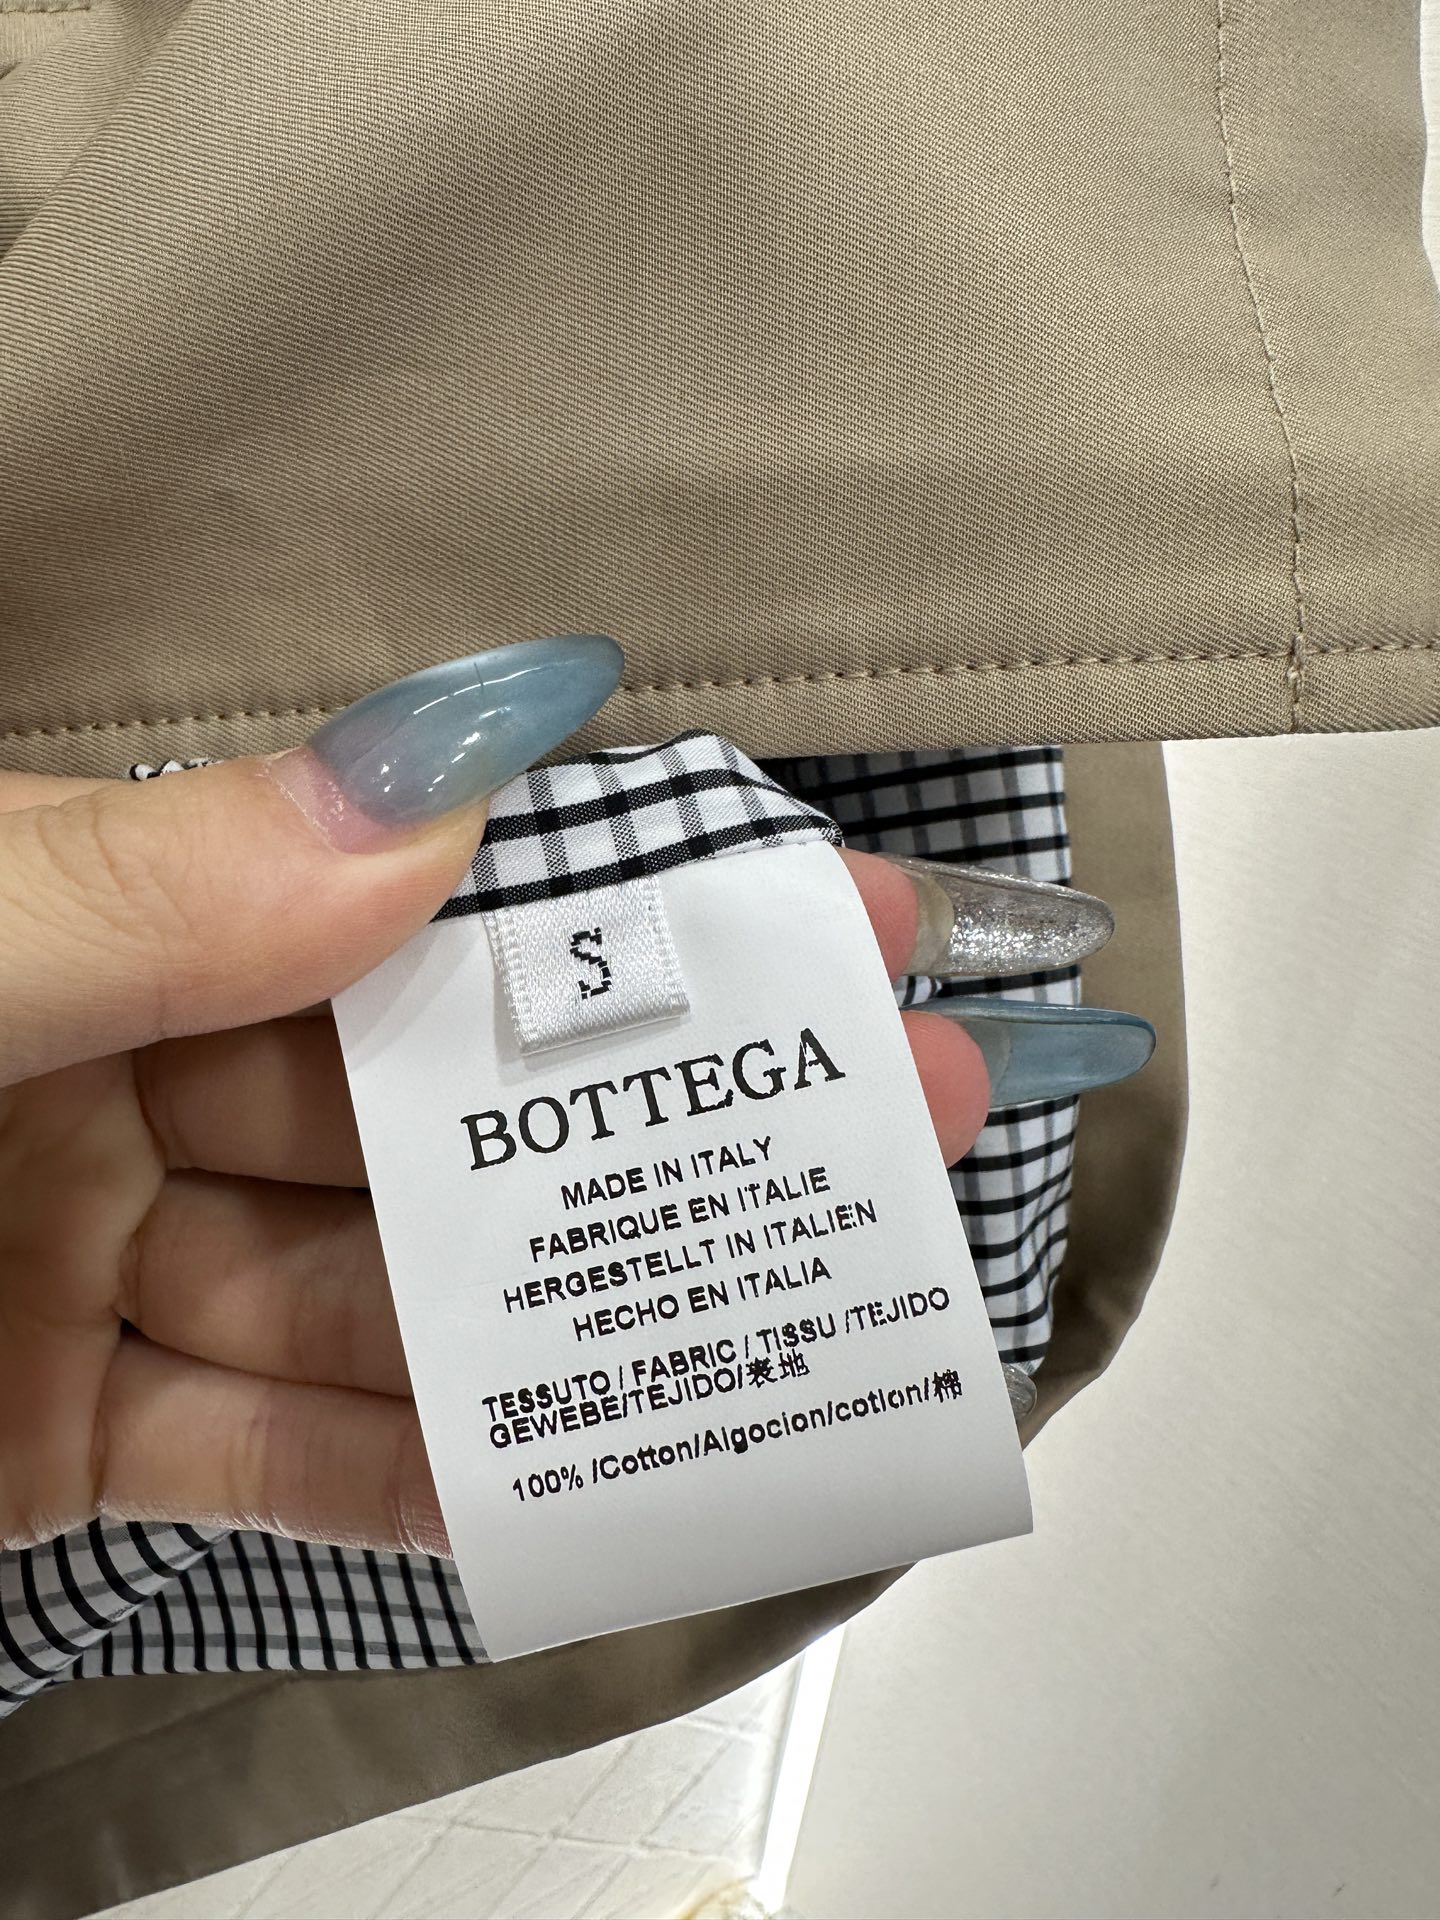 S
BOTTEGA
MADE IN ITALY
FABRIQUE EN ITALIE
HERGESTELLT IN ITALIEN
HECHO EN ITALIA
TESSUTO / FABRIC / TISSU /TEJIDO
GEWEBE/TEJIDO/表地
100% /Cotton/Algocion/cotion/棉